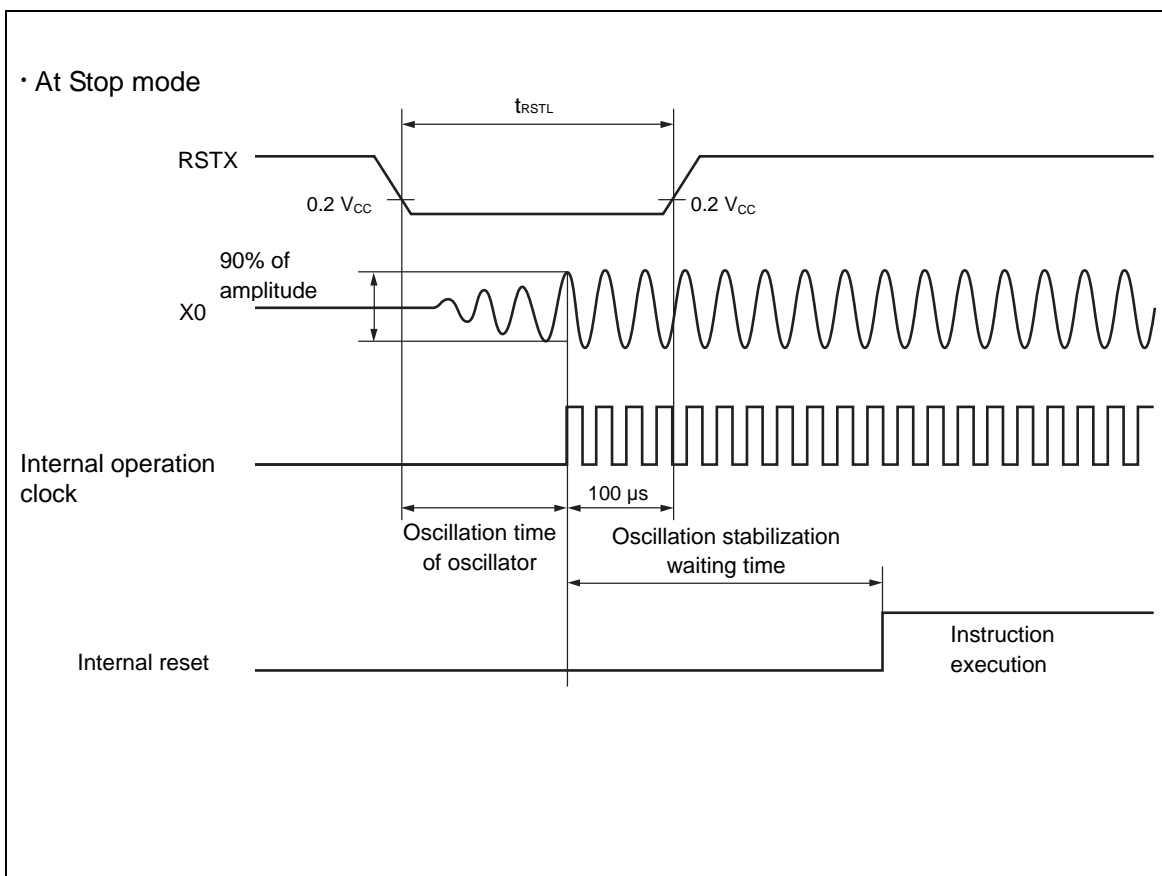 · At Stop mode
tRSTL
RSTX
0.2 VCC
0.2 VCC
90% of
amplitude
X0
Internal operation
clock
100 µs
Oscillation time
of oscillator
Oscillation stabilization
waiting time
Internal reset
Instruction
execution